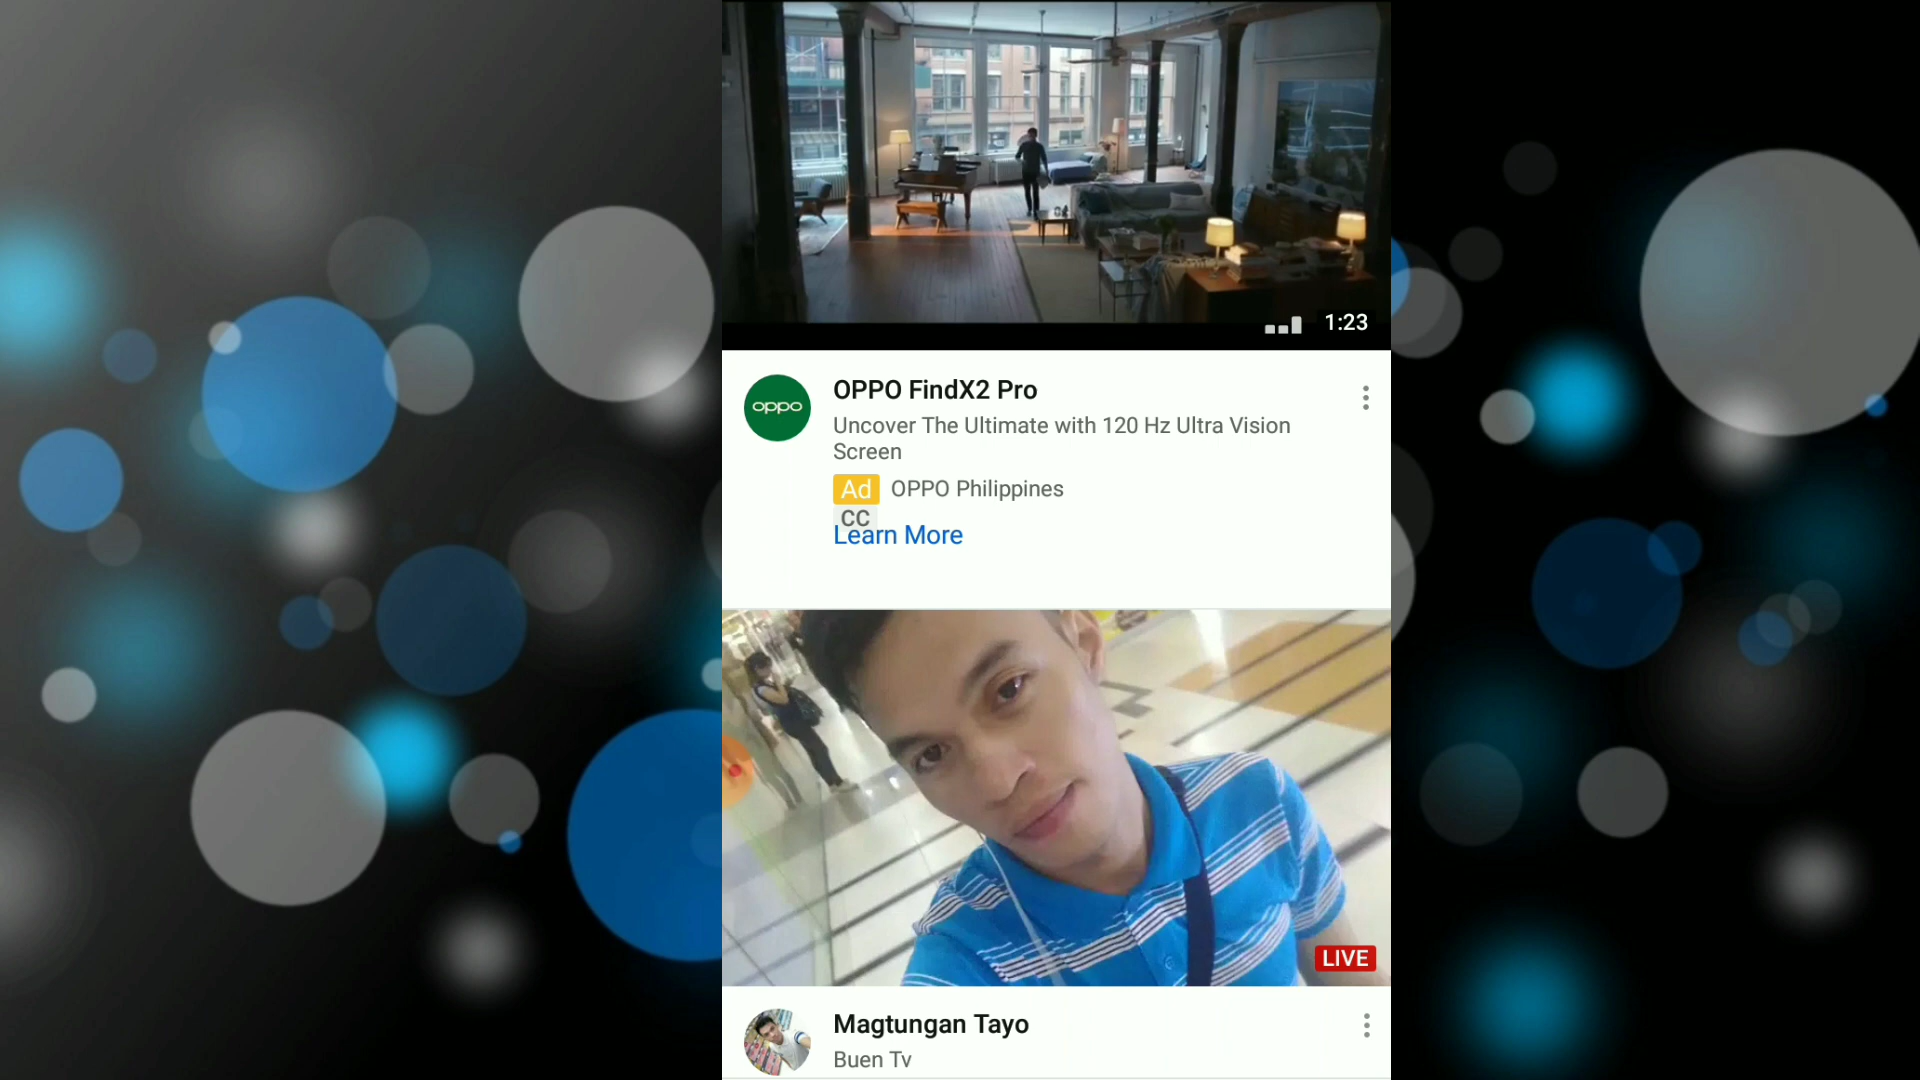 1:23
oppo
OPPO FindX2 Pro
Uncover The Ultimate with 120 Hz Ultra Vision
Screen
Ad OPPO Philippines
CC
Learn More
LIVE
Magtungan Tayo
Buen Tv